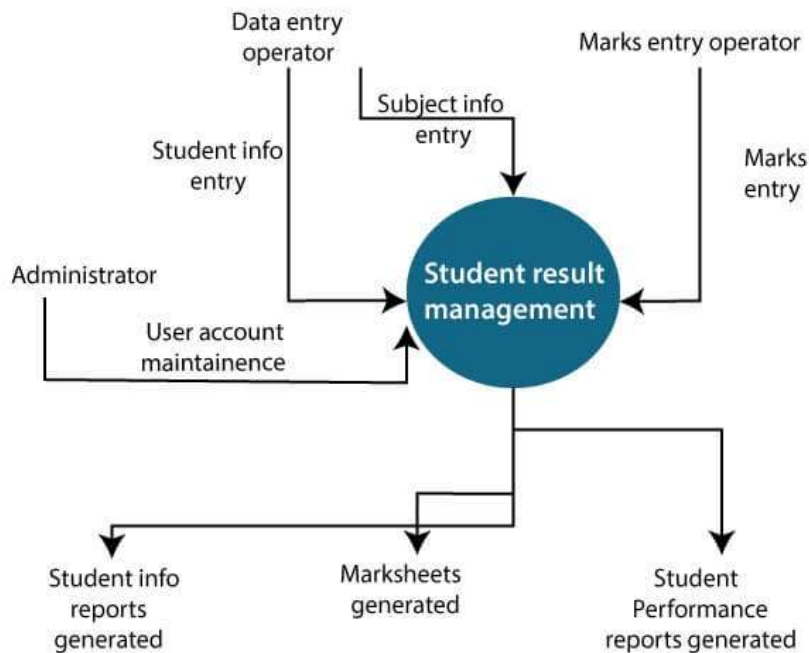 Data entry
operator
Marks entry operator
Subject info
entry
Student info
entry
Marks
entry
Administrator
Student result
management
User account
maintainence
Student info
reports
generated
Marksheets
generated
Student
Performance
reports generated